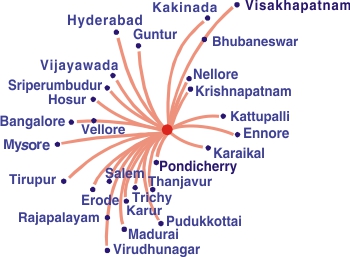 Visakhapatnam
Kakinada
Hyderabad
Guntur
Bhubaneswar
Vijayawada
Nellore
Sriperumbudur
Krishnapatnam
Hosur
Kattupalli
Bangalore
Vellore
Ennore
Mysore
Karaikal
Pondicherry
Salem
Tirupur
Thanjavur
Erode
Trichy
Karur
Rajapalayam
Pudukkottai
Madurai
Virudhunagar